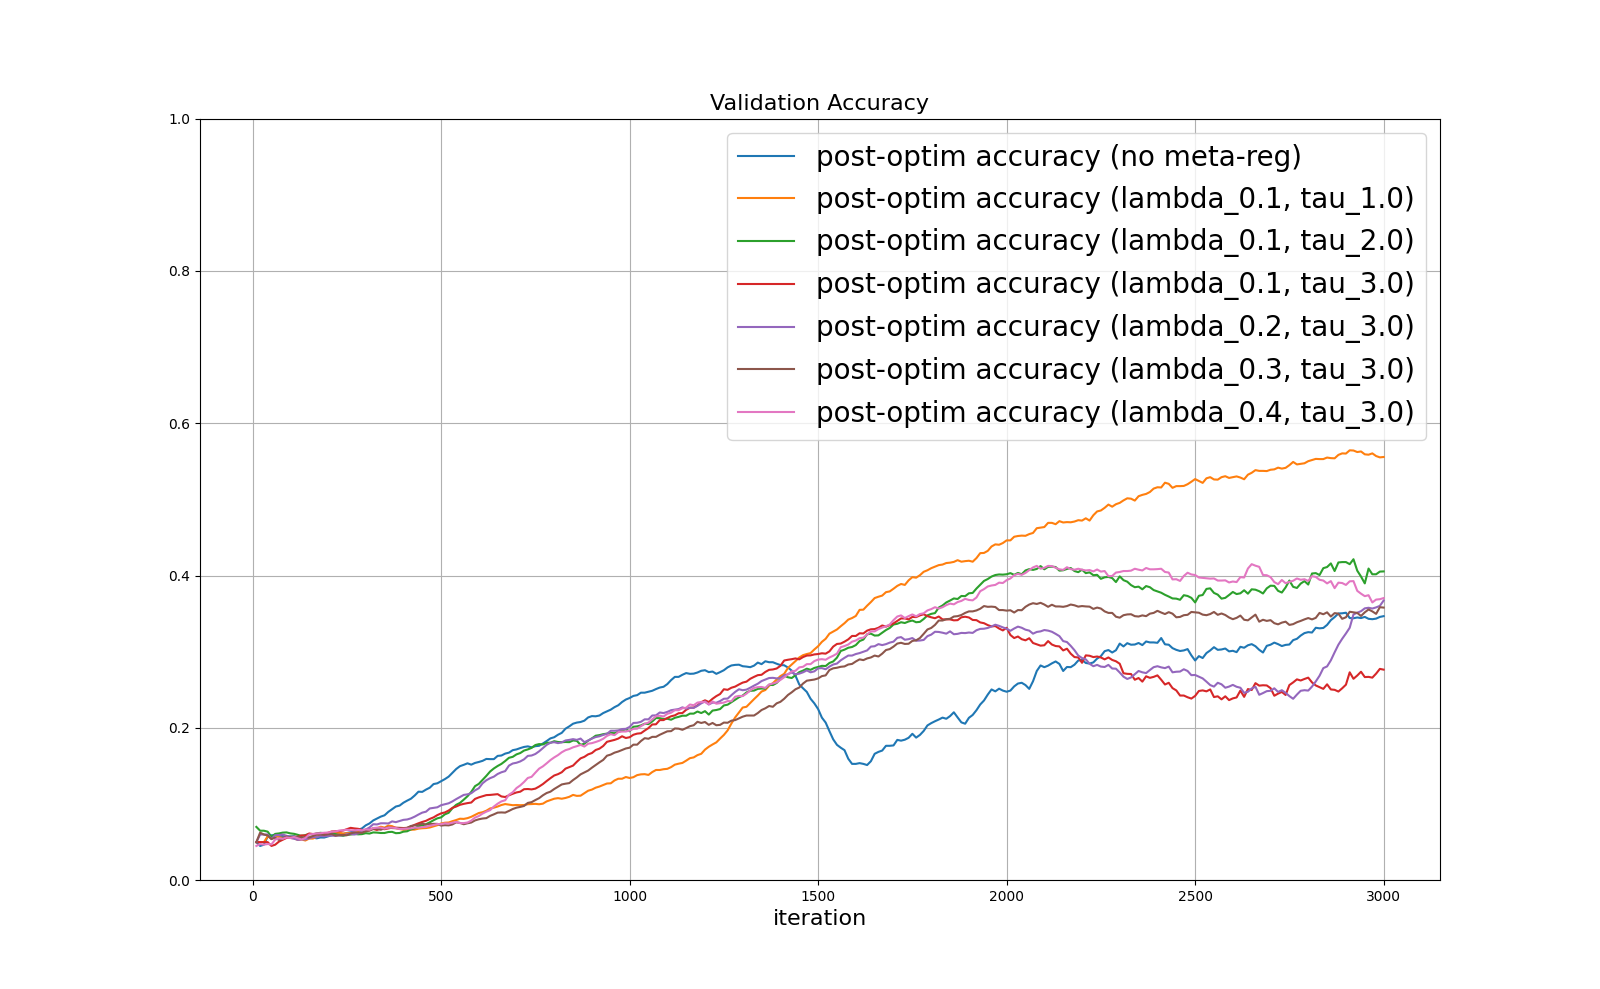 Validation Accuracy
1.0
0.8
0.6
0.4
0.2
0.0
post-optim accuracy (no meta-reg)
post-optim accuracy (lambda_0.1, tau_1.0)
post-optim accuracy (lambda_0.1, tau_2.0)
post-optim accuracy (lambda_0.1, tau_3.0)
post-optim accuracy (lambda_0.2, tau_3.0)
post-optim accuracy (lambda_0.3, tau_3.0)
post-optim accuracy (lambda_0.4, tau_3.0)
0 500 1000 1500 2000 2500 3000
iteration